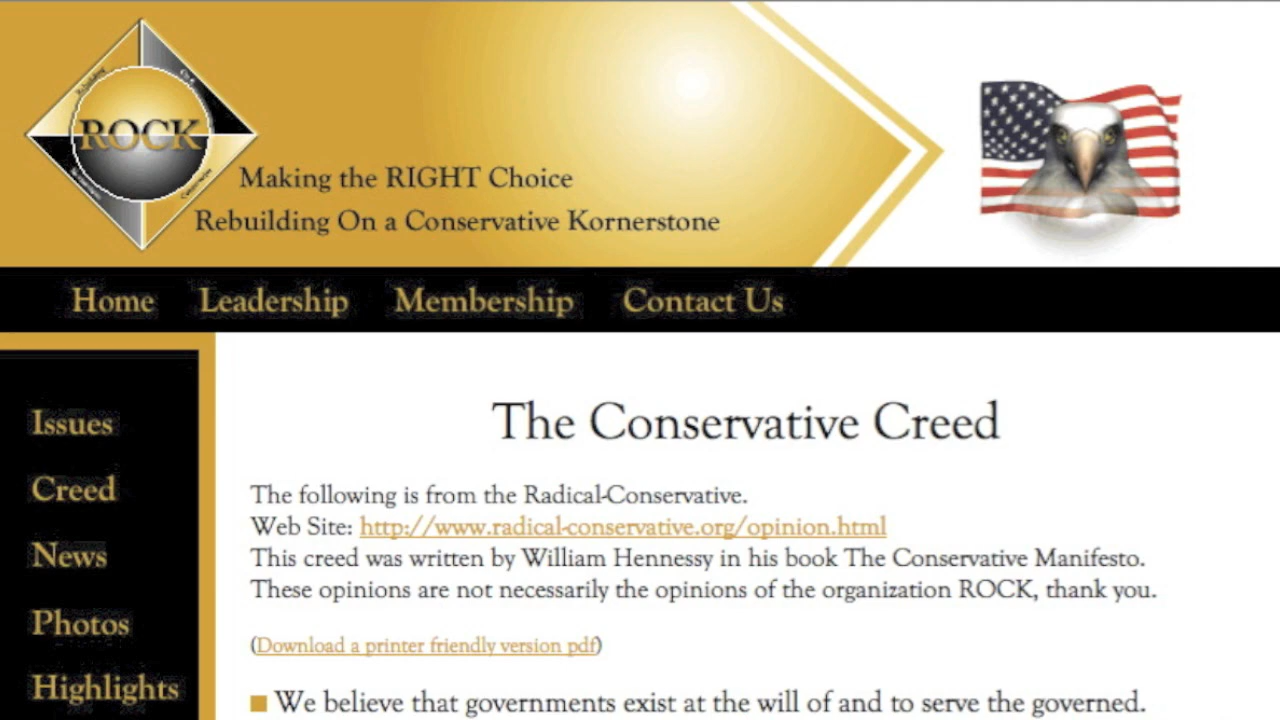 ROCK
Making the RIGHT Choice
Rebuilding On a Conservative Kornerstone
Home Leadership Membership Contact Us
Issues
Creed
News
Photos
Highlights
The Conservative Creed
The following is from the Radical-Conservative.
Web Site: http://www.radical-conservative.org/opinion.html
This creed was written by William Hennessy in his book The Conservative Manifesto.
These opinions are not necessarily the opinions of the organization ROCK, thank you.
(Download a printer friendly version pdf)
We believe that governments exist at the will of and to serve the governed.